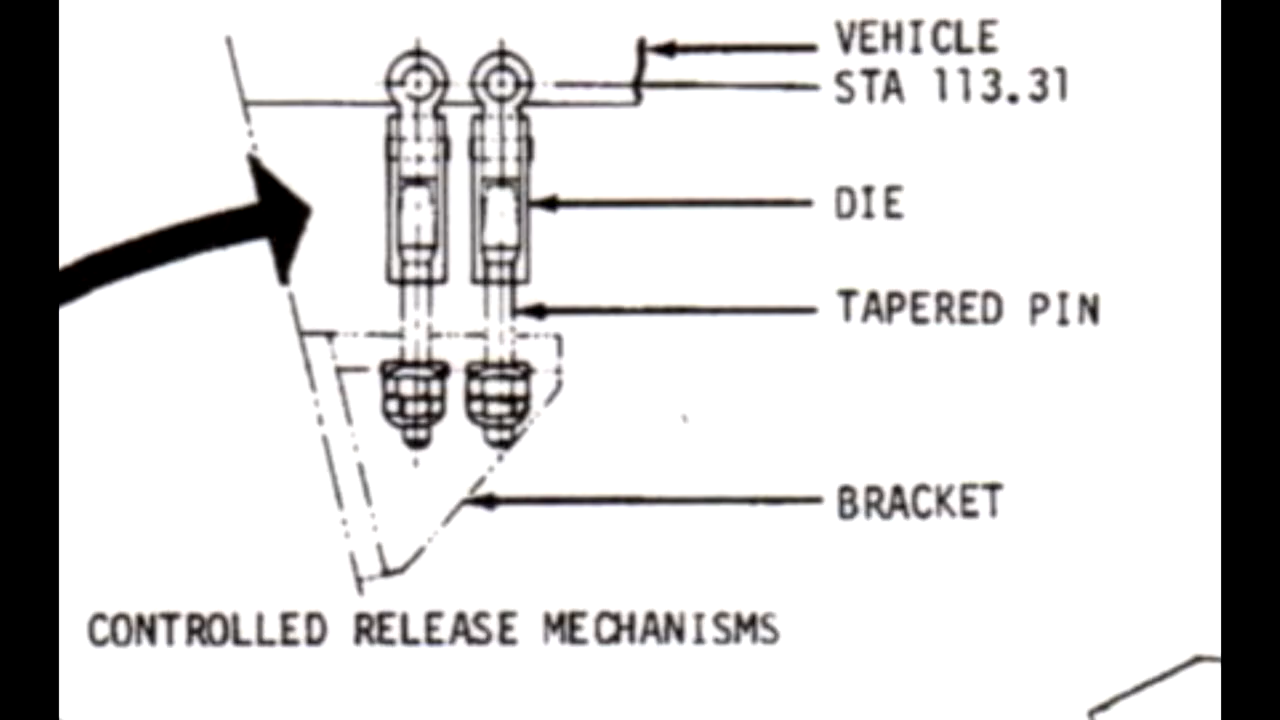 VEHICLE
STA 113.31
DIE
TAPERED PIN
BRACKET
CONTROLLED RELEASE MECHANISMS